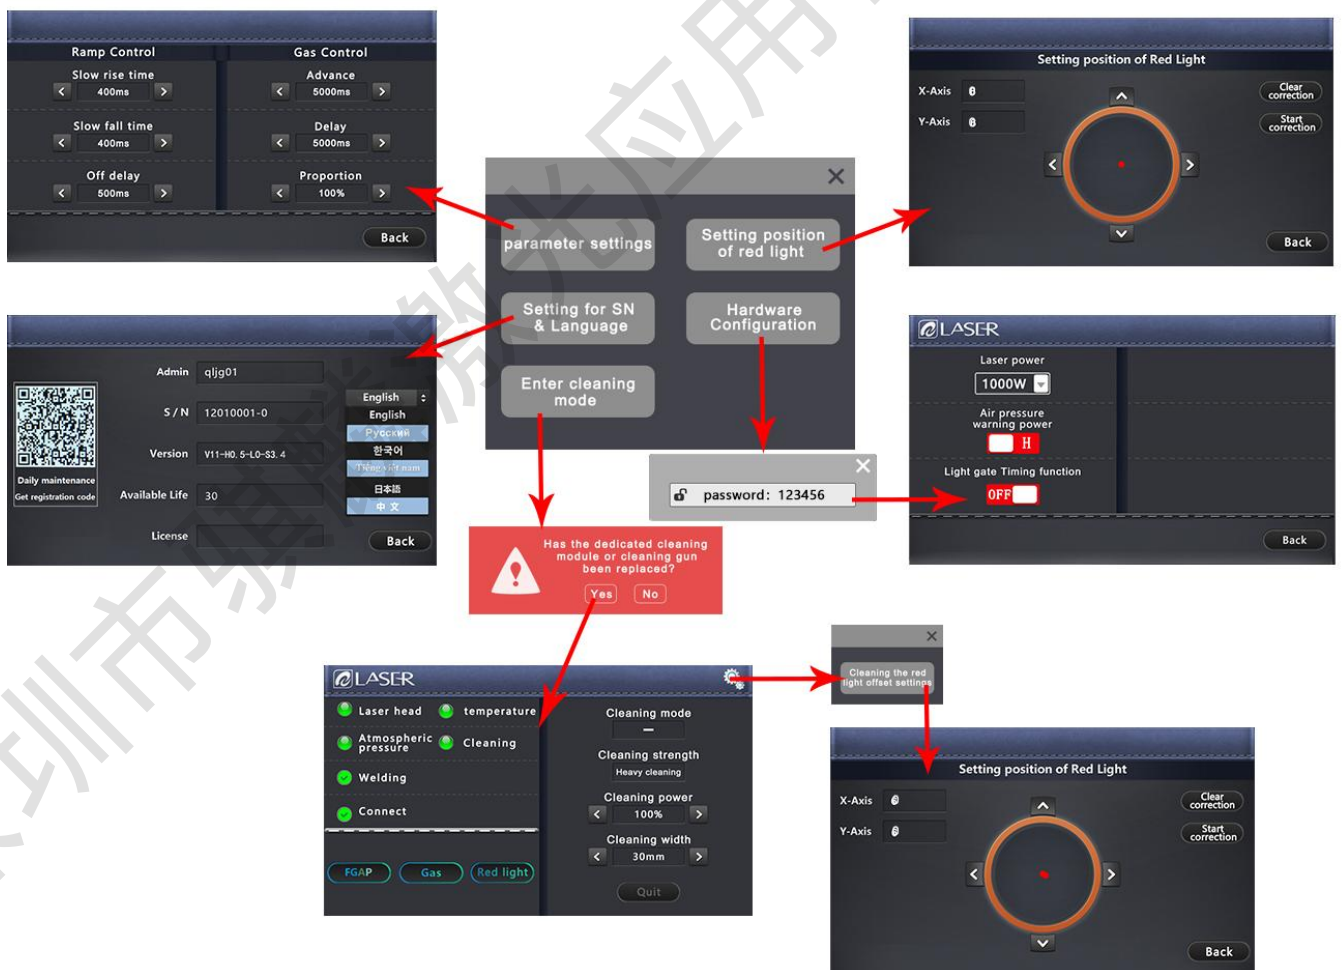 Ramp Control
Gas Control
Slow rise time
400ms
Slow fall time
400ms
Off delay
500ms
Advance
5000ms
Delay
5000ms
Proportion
100%
Back
Setting position of Red Light
X-Axis
Y-Axis
Clear
correction
Start
correction
Back
parameter settings
Setting position
of red light
Setting for SN
& Language
Hardware
Configuration
Enter cleaning
mode
Admin qljg01
S / N 12010001-0
Version V11-H0.5-L0-S3.4
Available Life 30
License
Daily maintenance
Get registration code
English
English
Русский
한국어
Tiếng việt nam
日本語
中 文
Back
LASER
Laser power
1000W
Air pressure
warning power
H
Light gate Timing function
OFF
Back
password: 123456
Has the dedicated cleaning
module or cleaning gun
been replaced?
Yes No
LASER
Laser head temperature
Atmospheric
pressure
Cleaning
Welding
Connect
FGAP Gas Red light
Cleaning mode
Cleaning strength
Heavy cleaning
Cleaning power
100%
Cleaning width
30mm
Quit
Cleaning the red
light offset settings
Setting position of Red Light
X-Axis
Y-Axis
Clear
correction
Start
correction
Back